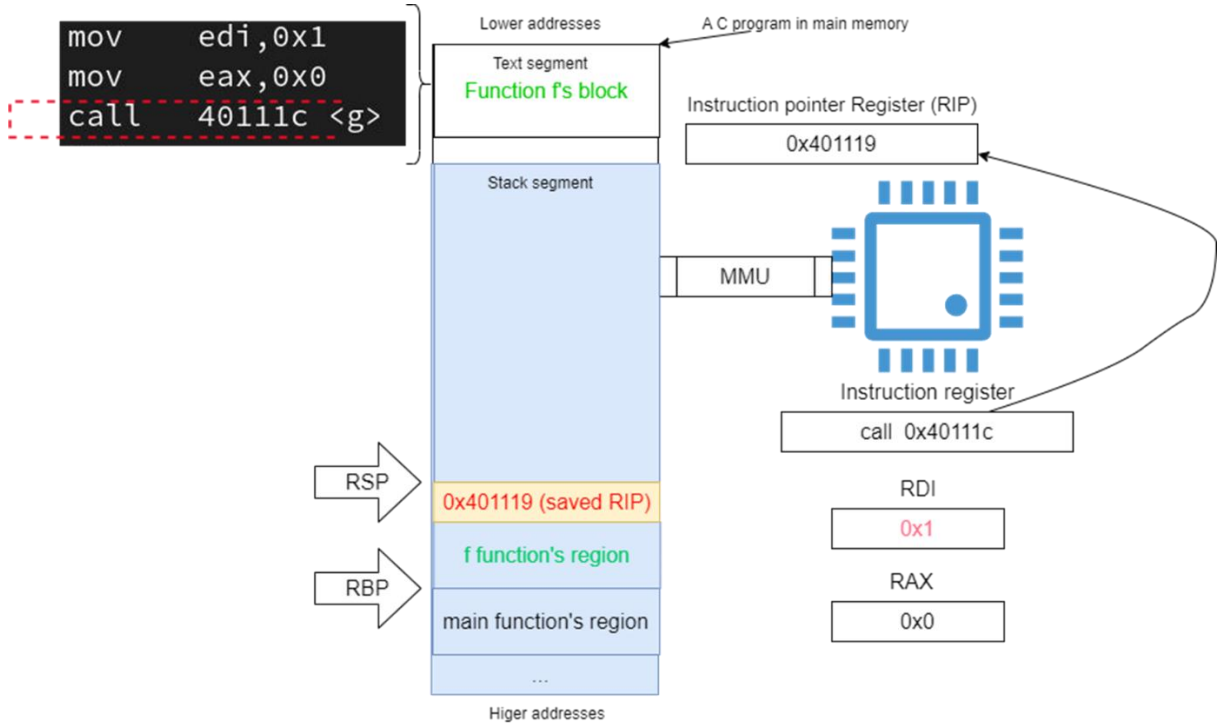 mov edi,0x1
mov eax,0x0
call 40111c <g>
Lower addresses
A C program in main memory
Text segment
Function f's block
Instruction pointer Register (RIP)
0x401119
Stack segment
MMU
Instruction register
call 0x40111c
RSP
0x401119 (saved RIP)
RDI
0x1
f function's region
RBP
RAX
0x0
main function's region
...
Higer addresses